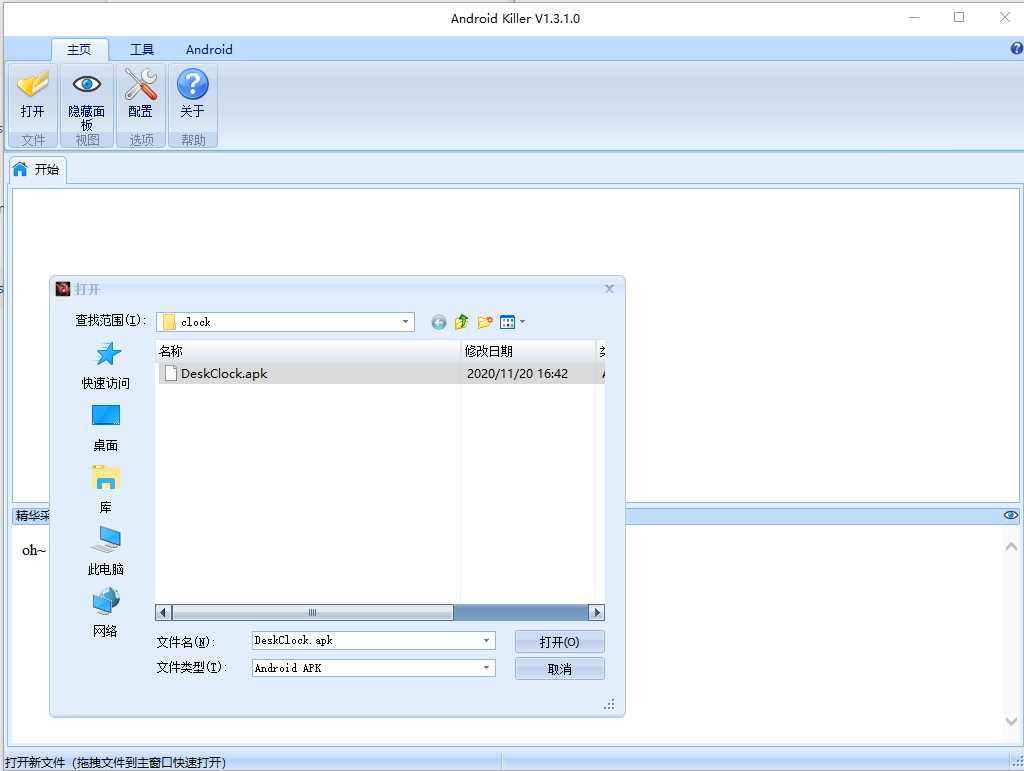 Android Killer V1.3.1.0
主页 工具 Android
打开 隐藏面板 配置 关于
文件 视图 选项 帮助
开始
打开
查找范围(I): clock
名称 修改日期
DeskClock.apk 2020/11/20 16:42
快速访问
桌面
库
此电脑
网络
文件名(N): DeskClock.apk 打开(O)
文件类型(T): Android APK 取消
精华采
oh~
打开新文件（拖拽文件到主窗口快速打开）